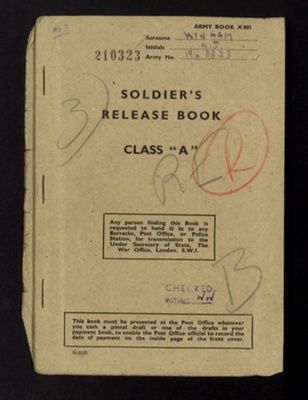 ARMY BOOK X 801
Surname WINHAM
Initials K.J.
210323 Army No.
3
SOLDIER'S
RELEASE BOOK
CLASS "A"
R
Any person finding this Book is
requested to hand it in to any
Barracks, Post Office, or Police
Station, for transmission to the
Under Secretary of State, The
War Office, London, S.W.1.
B
CHECKED
INITIALS WW
This book must be presented at the Post Office whenever
you cash a postal draft or one of the drafts in your
payment book, to enable the Post Office official to record the
date of payment on the inside page of the front cover.